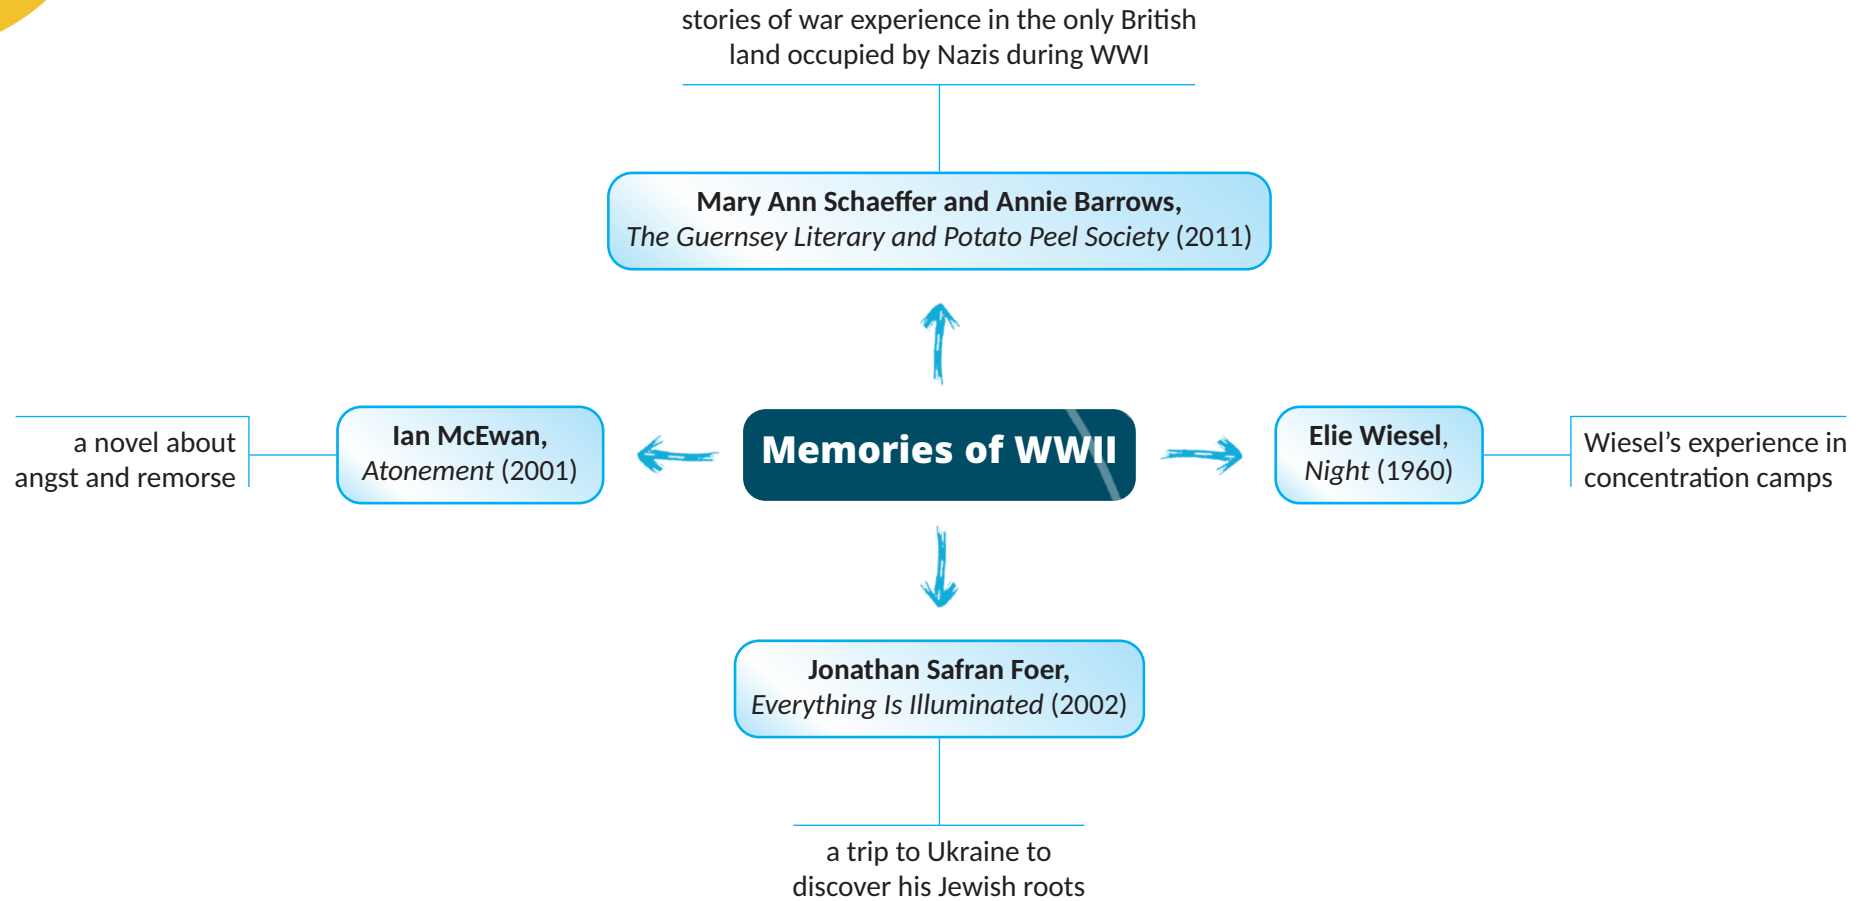 stories of war experience in the only British
land occupied by Nazis during WWI
Mary Ann Schaeffer and Annie Barrows,
The Guernsey Literary and Potato Peel Society (2011)
a novel about
angst and remorse
Ian McEwan,
Atonement (2001)
Memories of WWII
Elie Wiesel,
Night (1960)
Wiesel’s experience in
concentration camps
Jonathan Safran Foer,
Everything Is Illuminated (2002)
a trip to Ukraine to
discover his Jewish roots